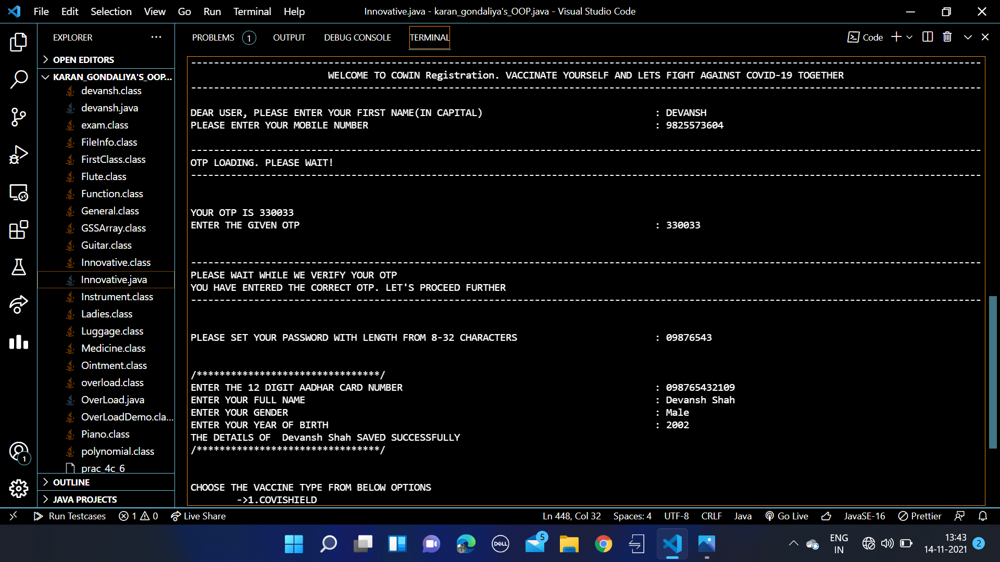 File Edit Selection View Go Run Terminal Help Innovative.java - karan_gondaliya's_OOP.java - Visual Studio Code
EXPLORER ···
PROBLEMS 1 OUTPUT DEBUG CONSOLE TERMINAL Code
OPEN EDITORS
KARAN_GONDALIYA'S_OOP...
devansh.class
devansh.java
exam.class
FileInfo.class
FirstClass.class
Flute.class
Function.class
General.class
GSSArray.class
Guitar.class
Innovative.class
Innovative.java
Instrument.class
Ladies.class
Luggage.class
Medicine.class
Ointment.class
overload.class
OverLoad.java
OverLoadDemo.cla...
Piano.class
polynomial.class
prac_4c_6
OUTLINE
JAVA PROJECTS
WELCOME TO COWIN Registration. VACCINATE YOURSELF AND LETS FIGHT AGAINST COVID-19 TOGETHER
DEAR USER, PLEASE ENTER YOUR FIRST NAME(IN CAPITAL) : DEVANSH
PLEASE ENTER YOUR MOBILE NUMBER : 9825573604
OTP LOADING. PLEASE WAIT!
YOUR OTP IS 330033
ENTER THE GIVEN OTP : 330033
PLEASE WAIT WHILE WE VERIFY YOUR OTP
YOU HAVE ENTERED THE CORRECT OTP. LET'S PROCEED FURTHER
PLEASE SET YOUR PASSWORD WITH LENGTH FROM 8-32 CHARACTERS : 09876543
/********************************/
ENTER THE 12 DIGIT AADHAR CARD NUMBER : 098765432109
ENTER YOUR FULL NAME : Devansh Shah
ENTER YOUR GENDER : Male
ENTER YOUR YEAR OF BIRTH : 2002
THE DETAILS OF  Devansh Shah SAVED SUCCESSFULLY
/********************************/
CHOOSE THE VACCINE TYPE FROM BELOW OPTIONS
->1.COVISHIELD
1
Run Testcases 1 0 Live Share Ln 448, Col 32 Spaces: 4 UTF-8 CRLF Java Go Live JavaSE-16 Prettier
DELL 5 ENG IN 13:43 14-11-2021 2